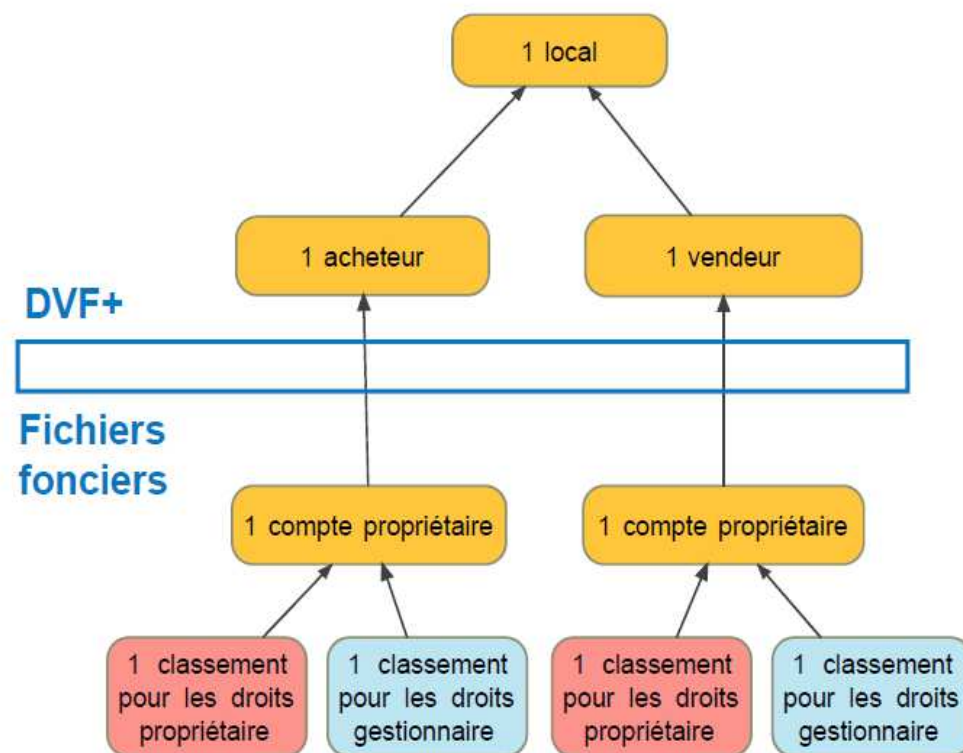 1 local
1 acheteur
1 vendeur
DVF+
Fichiers
fonciers
1 compte propriétaire
1 compte propriétaire
1 classement
pour les droits
propriétaire
1 classement
pour les droits
gestionnaire
1 classement
pour les droits
propriétaire
1 classement
pour les droits
gestionnaire